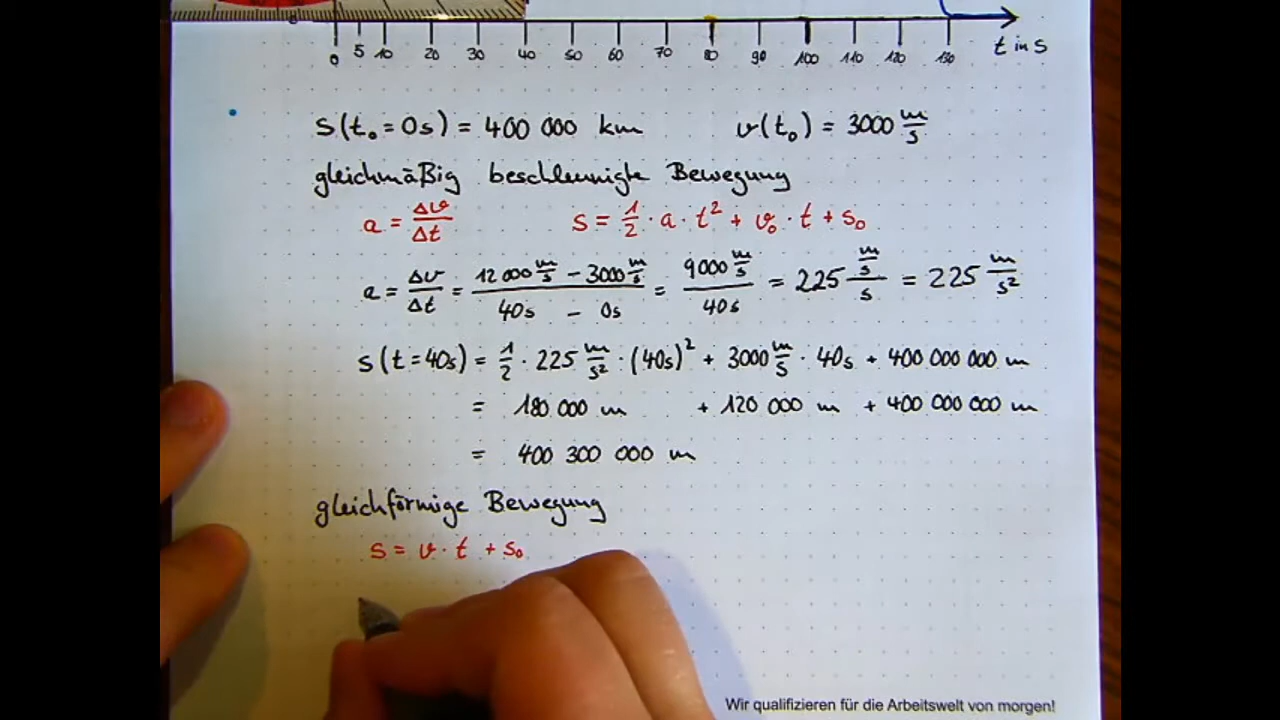 0 5 10 20 30 40 50 60 70 80 90 100 110 120 130 t in s
s(t₀=0s) = 400 000 km v(t₀) = 3000 m/s
gleichmäßig beschleunigte Bewegung
a = Δv/Δt s = 1/2 · a · t² + v₀ · t + s₀
a = Δv/Δt = (12 000 m/s − 3000 m/s)/(40s − 0s) = 9000 m/s / 40s = 225 m/s / s = 225 m/s²
s(t=40s) = 1/2 · 225 m/s² · (40s)² + 3000 m/s · 40s + 400 000 000 m
= 180 000 m + 120 000 m + 400 000 000 m
= 400 300 000 m
gleichförmige Bewegung
s = v · t + s₀
Wir qualifizieren für die Arbeitswelt von morgen!